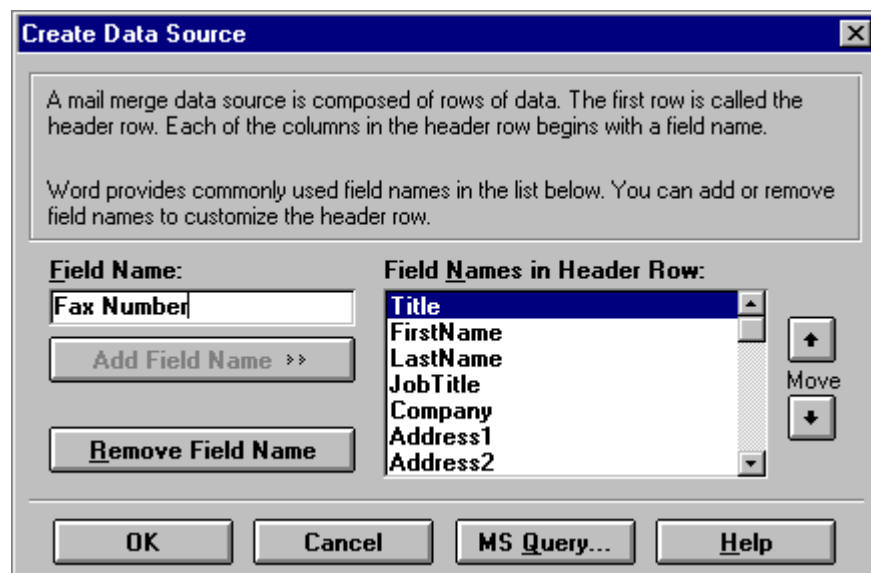 Create Data Source
A mail merge data source is composed of rows of data. The first row is called the
header row. Each of the columns in the header row begins with a field name.
Word provides commonly used field names in the list below. You can add or remove
field names to customize the header row.
Field Name:
Fax Number
Add Field Name >>
Remove Field Name
Field Names in Header Row:
Title
FirstName
LastName
JobTitle
Company
Address1
Address2
Move
OK
Cancel
MS Query...
Help